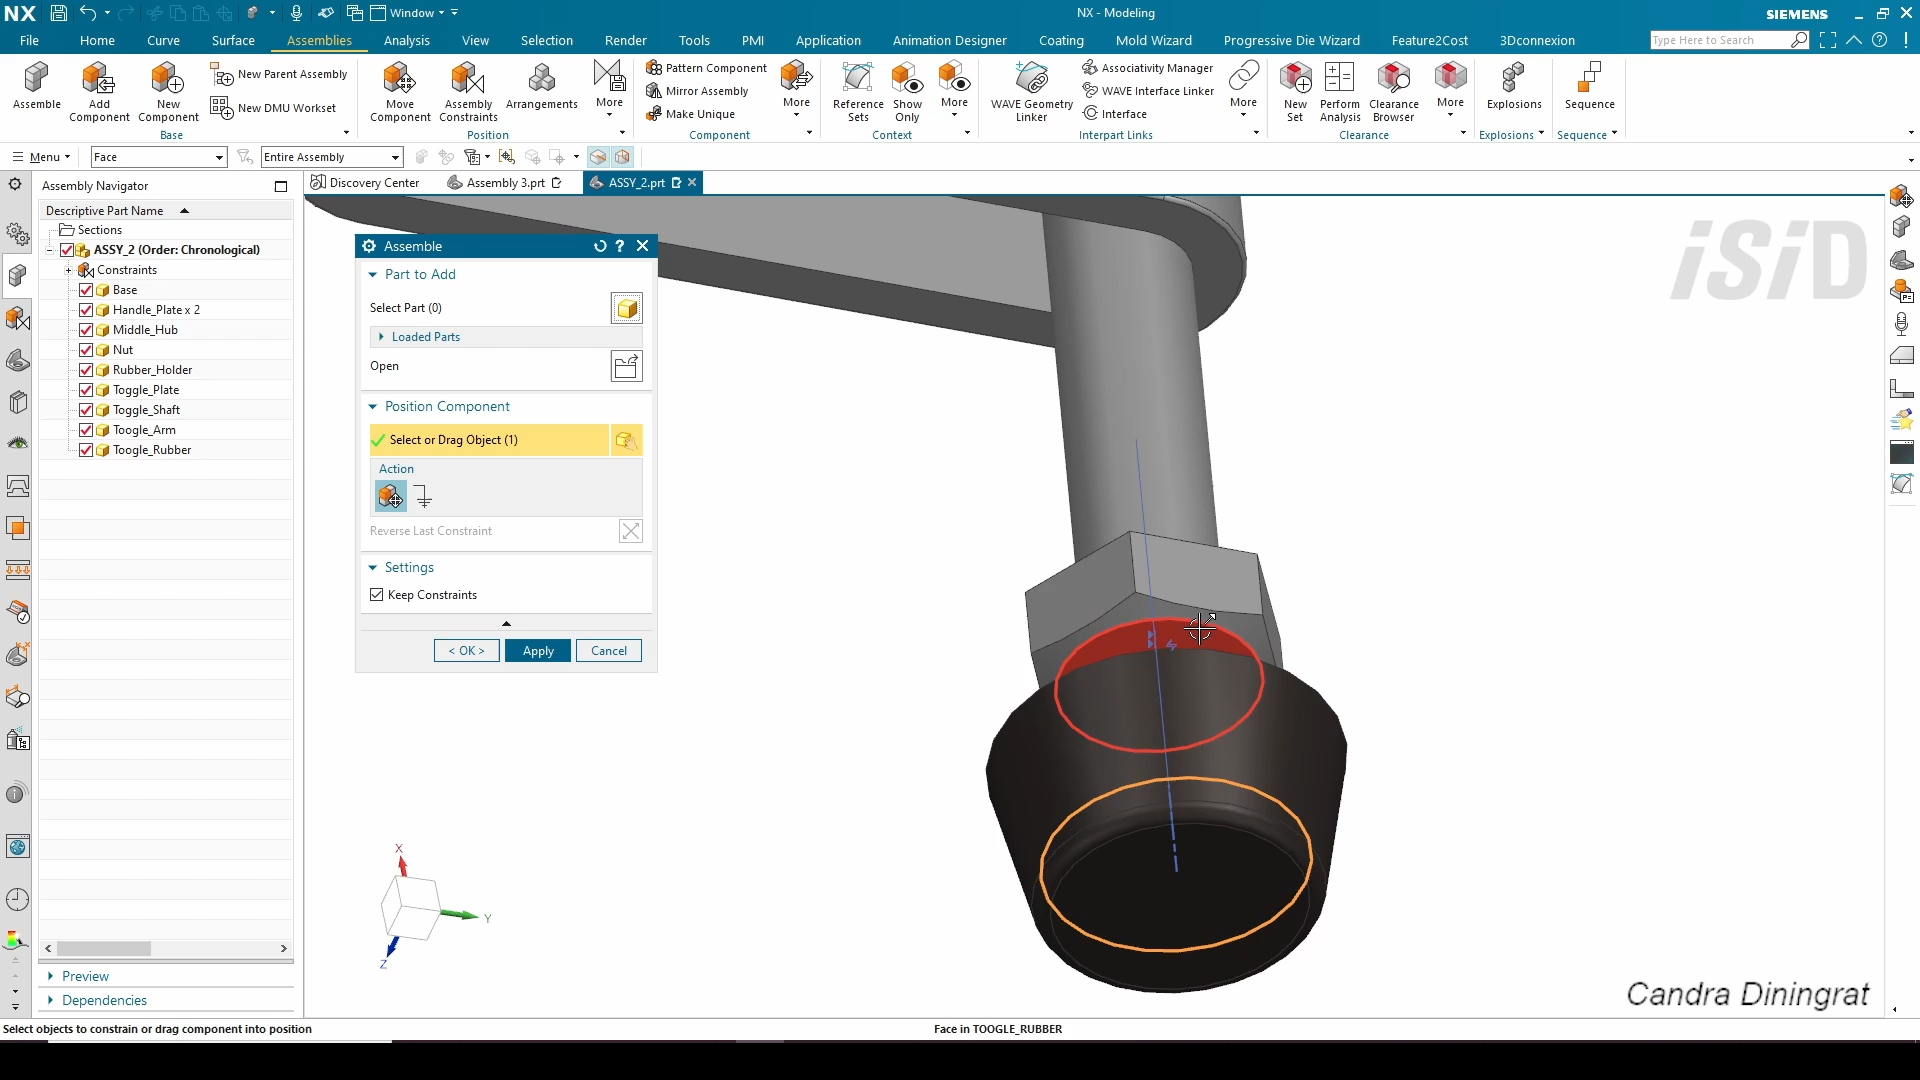 NX
Window
NX - Modeling
SIEMENS
File
Home
Curve
Surface
Assemblies
Analysis
View
Selection
Render
Tools
PMI
Application
Animation Designer
Coating
Mold Wizard
Progressive Die Wizard
Feature2Cost
3Dconnexion
Type Here to Search
Assemble
Add Component
New Component
New Parent Assembly
New DMU Workset
Base
Move Component
Assembly Constraints
Arrangements
More
Position
Pattern Component
Mirror Assembly
Make Unique
More
Component
Reference Sets
Show Only
More
Context
WAVE Geometry Linker
Associativity Manager
WAVE Interface Linker
Interface
More
Interpart Links
New Set
Perform Analysis
Clearance Browser
More
Clearance
Explosions
Explosions
Sequence
Sequence
Menu
Face
Entire Assembly
Assembly Navigator
Discovery Center
Assembly 3.prt
ASSY_2.prt
Descriptive Part Name
Sections
ASSY_2 (Order: Chronological)
Constraints
Base
Handle_Plate x 2
Middle_Hub
Nut
Rubber_Holder
Toggle_Plate
Toggle_Shaft
Toogle_Arm
Toogle_Rubber
Preview
Dependencies
Assemble
Part to Add
Select Part (0)
Loaded Parts
Open
Position Component
Select or Drag Object (1)
Action
Reverse Last Constraint
Settings
Keep Constraints
< OK >
Apply
Cancel
iSiD
X
Y
Z
Candra Diningrat
Select objects to constrain or drag component into position
Face in TOOGLE_RUBBER